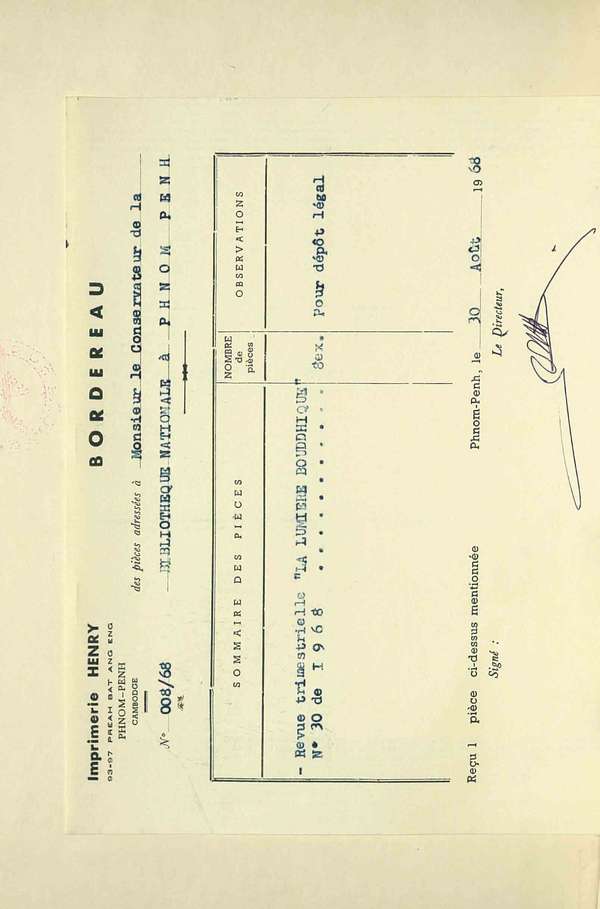 Imprimerie HENRY
93-97 PREAH BAT ANG ENG
PHNOM-PENH
CAMBODGE
N° 008/68
BORDEREAU
des pièces adressées à Monsieur le Conservateur de la
BIBLIOTHEQUE NATIONALE à PHNOM PENH
SOMMAIRE DES PIÈCES
NOMBRE
de
pièces
OBSERVATIONS
- Revue trimestrielle "LA LUMIERE BOUDDHIQUE"
N° 30 de 1968 . . . . . . . . 8ex. Pour dépôt légal
Reçu 1 pièce ci-dessus mentionnée
Signé :
Phnom-Penh, le 30 Août 1968
Le Directeur,